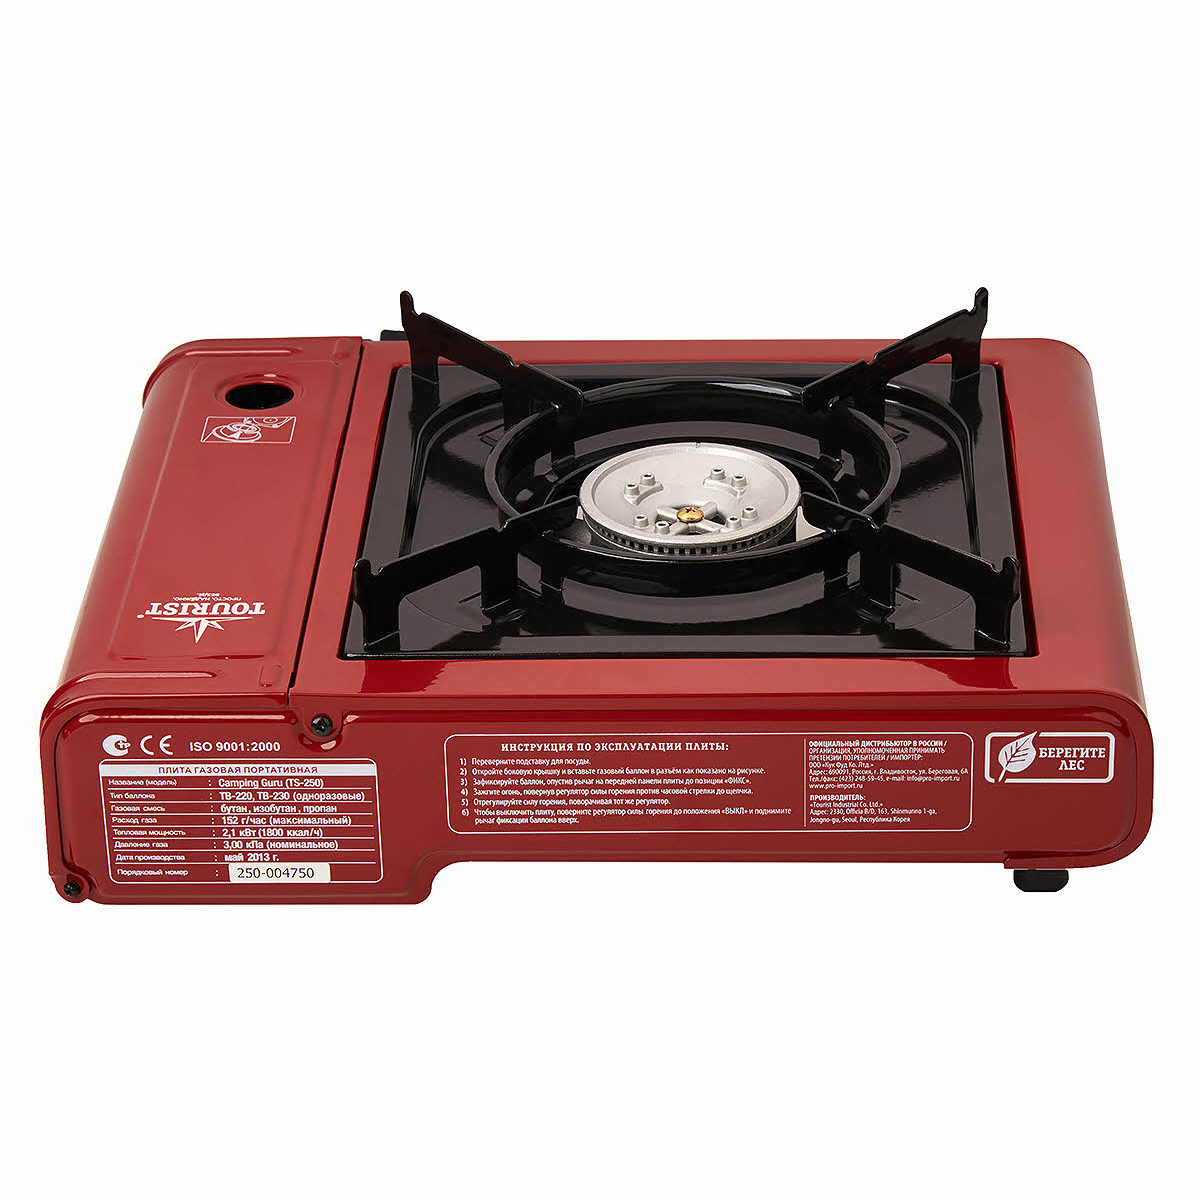 TOURIST®
ПРОСТО. НАДЁЖНО.
ВЕЗДЕ.
CE ISO 9001:2000
ПЛИТА ГАЗОВАЯ ПОРТАТИВНАЯ
Название (модель) : Camping Guru (TS-250)
Тип баллона : TB-220, TB-230 (одноразовые)
Газовая смесь : бутан, изобутан, пропан
Расход газа : 152 г/час (максимальный)
Тепловая мощность : 2,1 кВт (1800 ккал/ч)
Давление газа : 3,00 кПа (номинальное)
Дата производства : май 2013 г.
Порядковый номер : 250-004750
ИНСТРУКЦИЯ ПО ЭКСПЛУАТАЦИИ ПЛИТЫ:
1) Переверните подставку для посуды.
2) Откройте боковую крышку и вставьте газовый баллон в разъём как показано на рисунке.
3) Зафиксируйте баллон, опустив рычаг на передней панели плиты до позиции «ФИКС».
4) Зажгите огонь, повернув регулятор силы горения против часовой стрелки до щелчка.
5) Отрегулируйте силу горения, поворачивая тот же регулятор.
6) Чтобы выключить плиту, поверните регулятор силы горения до положения «ВЫКЛ» и поднимите
рычаг фиксации баллона вверх.
ОФИЦИАЛЬНЫЙ ДИСТРИБЬЮТОР В РОССИИ /
ОРГАНИЗАЦИЯ, УПОЛНОМОЧЕННАЯ ПРИНИМАТЬ
ПРЕТЕНЗИИ ПОТРЕБИТЕЛЕЙ / ИМПОРТЁР:
ООО «Кук Фуд Ко. Лтд.»
Адрес: 690091, Россия, г. Владивосток, ул. Береговая, 6А
Тел./факс: (423) 248-59-45, e-mail: info@pro-import.ru
www.pro-import.ru
ПРОИЗВОДИТЕЛЬ:
«Tourist Industrial Co. Ltd.»
Адрес: 2330, Officia B/D, 163, Shinmunno 1-ga,
Jongno-gu, Seoul, Республика Корея
БЕРЕГИТЕ
ЛЕС